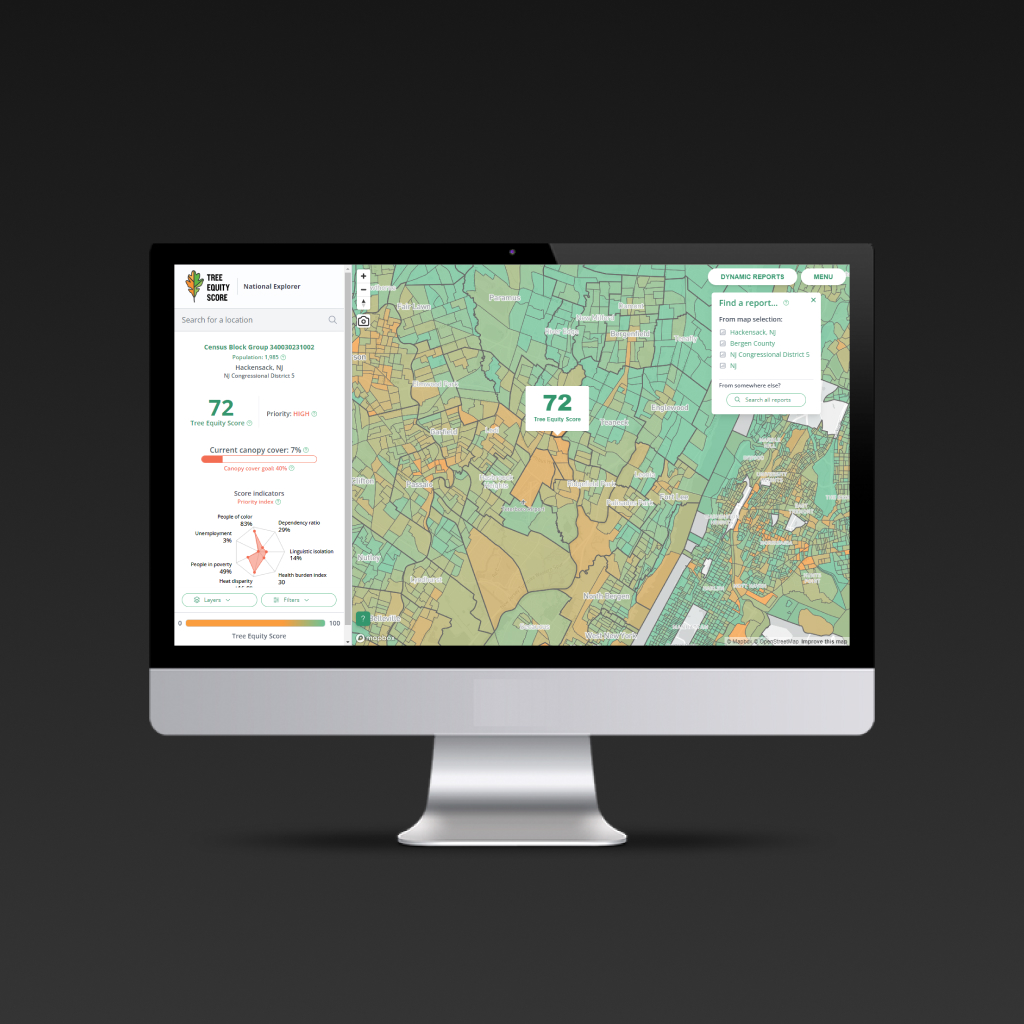 TREE
EQUITY
SCORE
National Explorer
Search for a location
Census Block Group 340030231002
Population: 1,985
Hackensack, NJ
NJ Congressional District 5
72
Tree Equity Score
Priority: HIGH
Current canopy cover: 7%
Canopy cover goal: 40%
Score indicators
Priority index
People of color
83%
Dependency ratio
29%
Unemployment
3%
Linguistic isolation
14%
People in poverty
49%
Health burden index
30
Heat disparity
Layers
Filters
0
100
Tree Equity Score
DYNAMIC REPORTS
MENU
Find a report...
From map selection:
Hackensack, NJ
Bergen County
NJ Congressional District 5
NJ
From somewhere else?
Search all reports
72
Tree Equity Score
Fair Lawn
Paramus
New Milford
River Edge
Dumont
Bergenfield
Tenafly
Elmwood Park
Englewood
Garfield
Lodi
Teaneck
Clifton
Passaic
Hasbrouck
Heights
Ridgefield Park
Leonia
Palisades Park
Fort Lee
Nutley
Lyndhurst
North Bergen
Secaucus
West New York
?
mapbox
© Mapbox © OpenStreetMap Improve this map